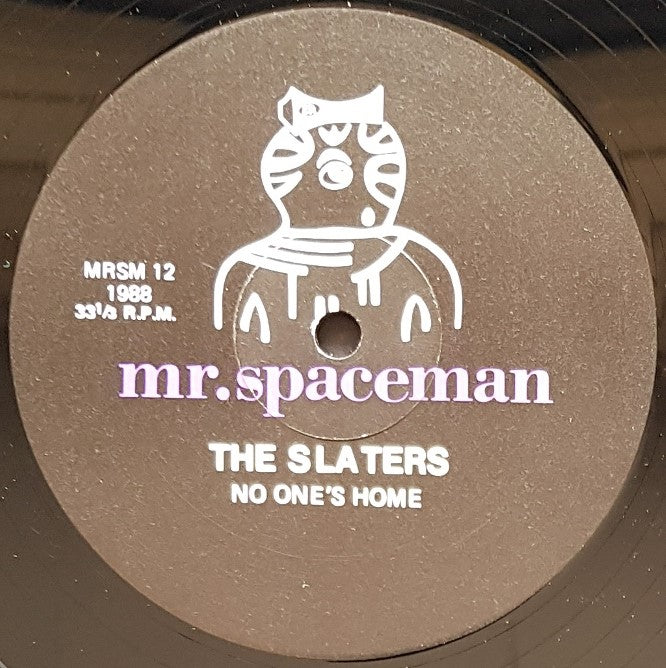 MRSM 12
1988
33⅓ R.P.M.
mr.spaceman
THE SLATERS
NO ONE'S HOME